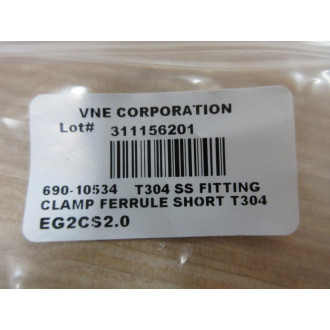 VNE CORPORATION
Lot# 311156201
690-10534 T304 SS FITTING
CLAMP FERRULE SHORT T304
EG2CS2.0